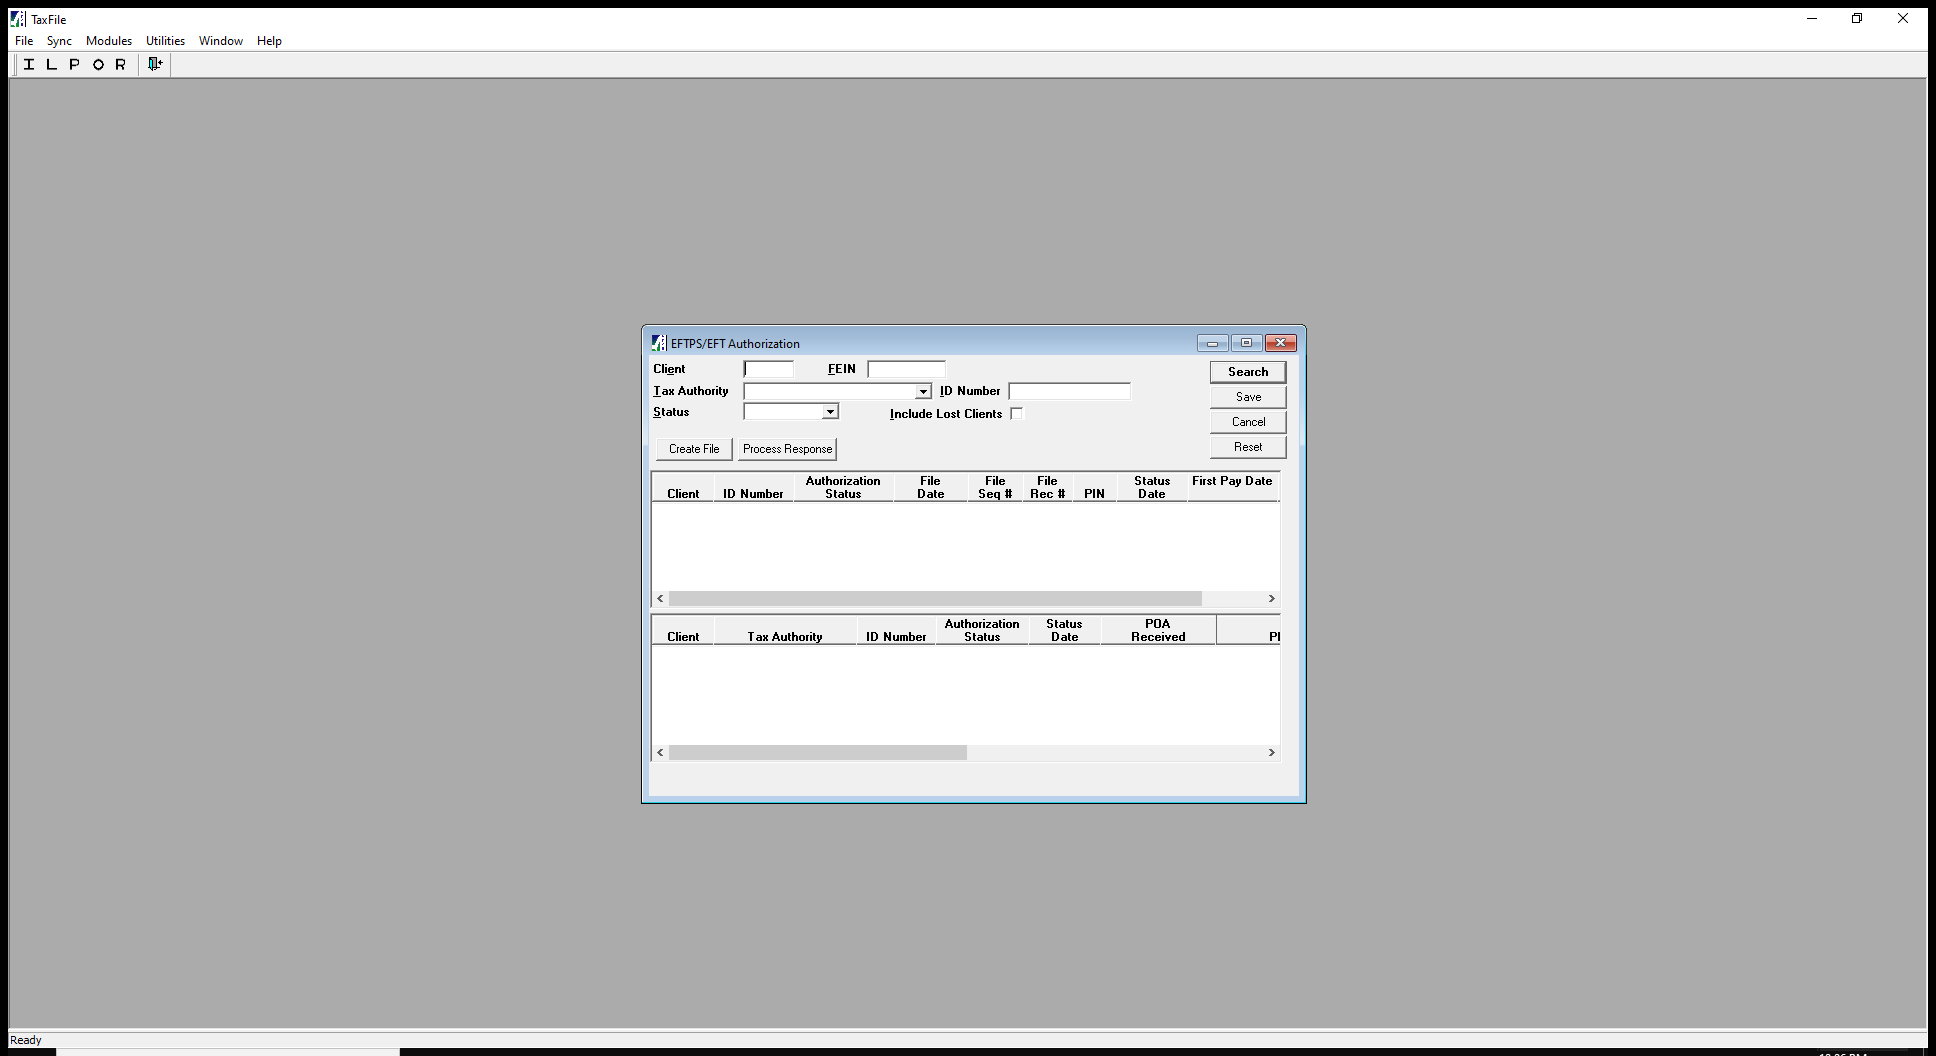 TaxFile
File Sync Modules Utilities Window Help
I L P O R
EFTPS/EFT Authorization
Client FEIN
Search
Tax Authority ID Number
Save
Status Include Lost Clients
Cancel
Create File Process Response
Reset
Client ID Number Authorization Status File Date File Seq # File Rec # PIN Status Date First Pay Date
Client Tax Authority ID Number Authorization Status Status Date POA Received
Ready